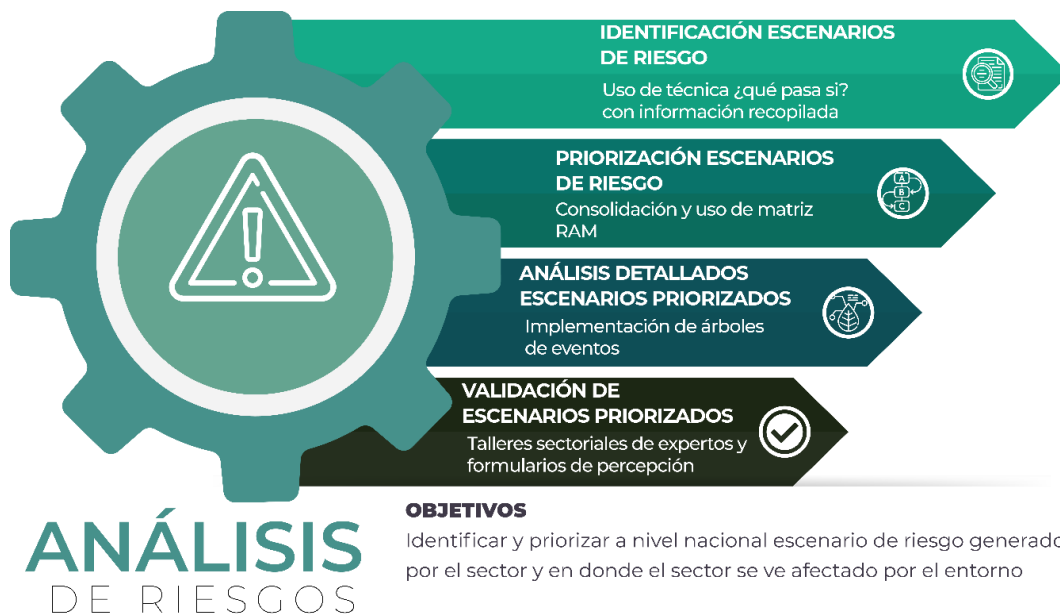 IDENTIFICACIÓN ESCENARIOS
DE RIESGO
Uso de técnica ¿qué pasa si?
con información recopilada
PRIORIZACIÓN ESCENARIOS
DE RIESGO
Consolidación y uso de matriz
RAM
A
B
C
ANÁLISIS DETALLADOS
ESCENARIOS PRIORIZADOS
Implementación de árboles
de eventos
VALIDACIÓN DE
ESCENARIOS PRIORIZADOS
Talleres sectoriales de expertos y
formularios de percepción
ANÁLISIS
DE RIESGOS
OBJETIVOS
Identificar y priorizar a nivel nacional escenario de riesgo generado
por el sector y en donde el sector se ve afectado por el entorno